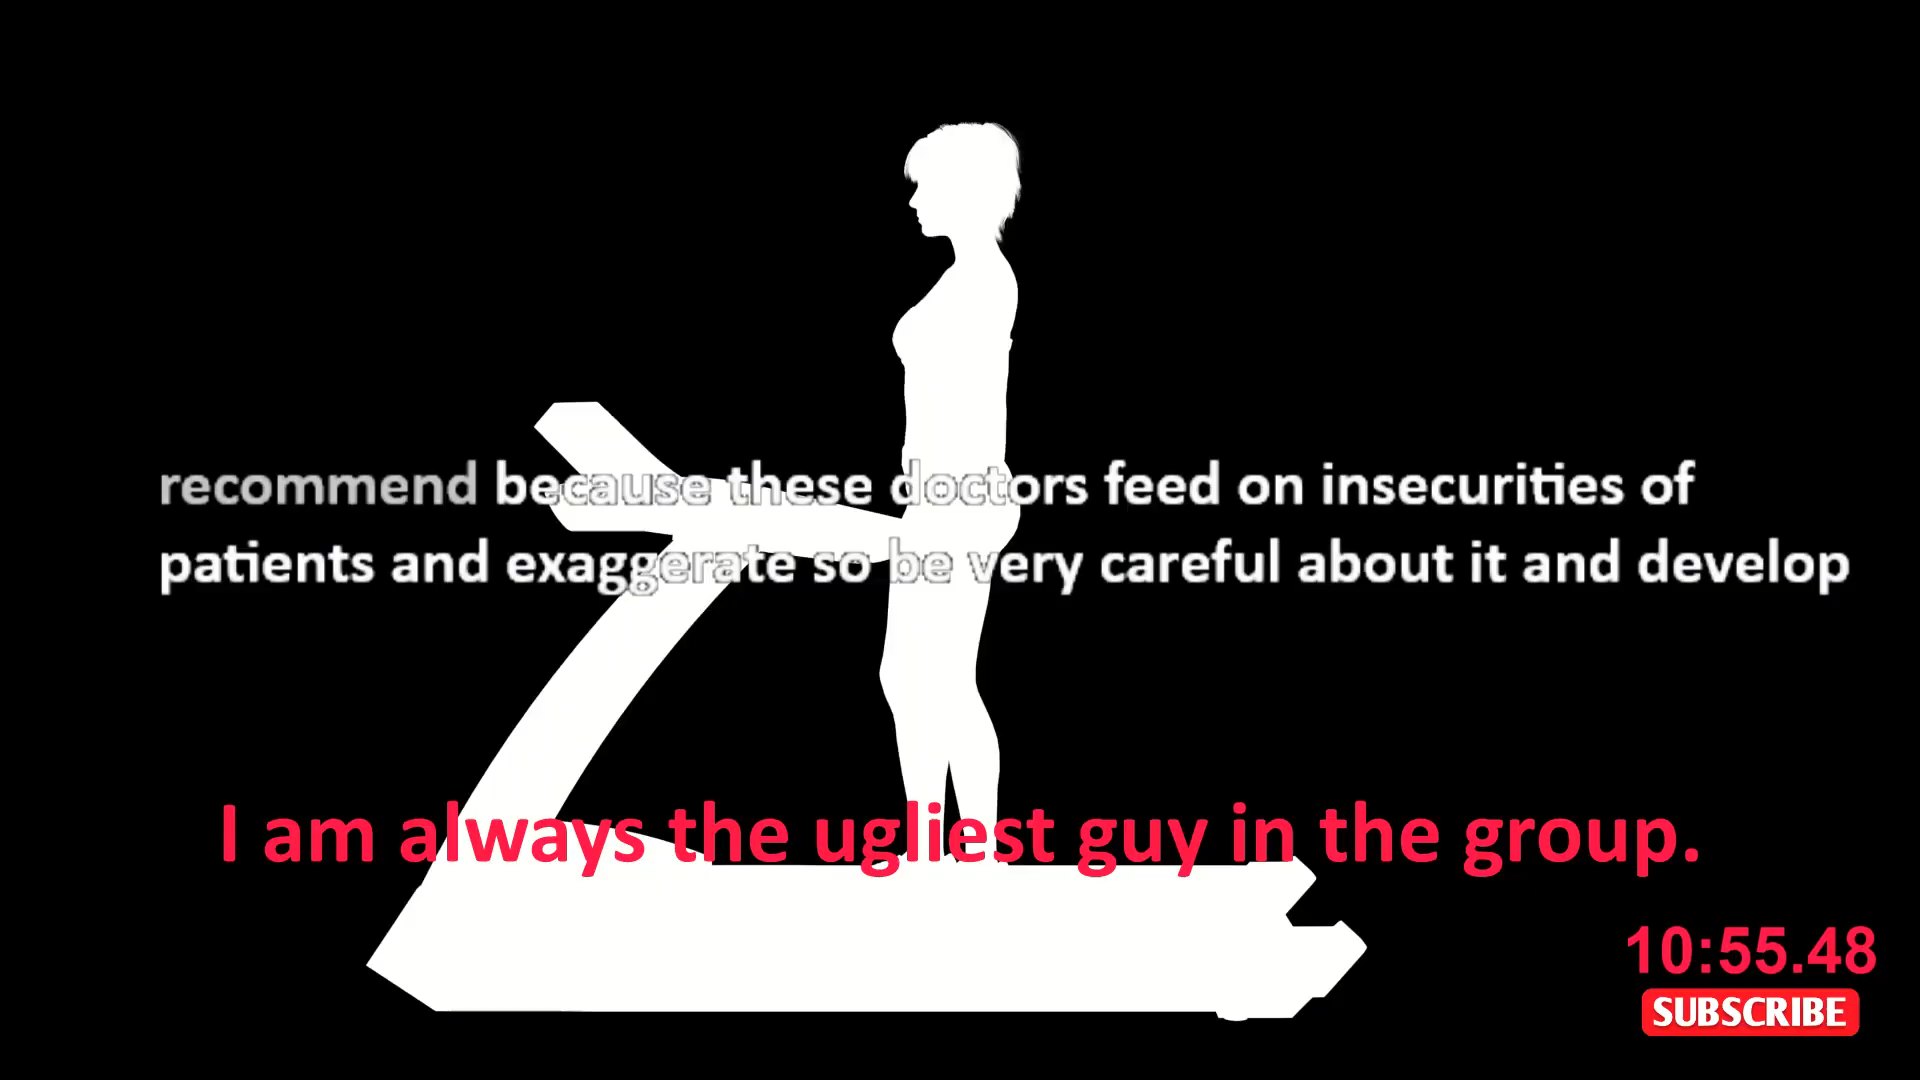 recommend because these doctors feed on insecurities of
patients and exaggerate so be very careful about it and develop
I am always the ugliest guy in the group.
10:55.48
SUBSCRIBE